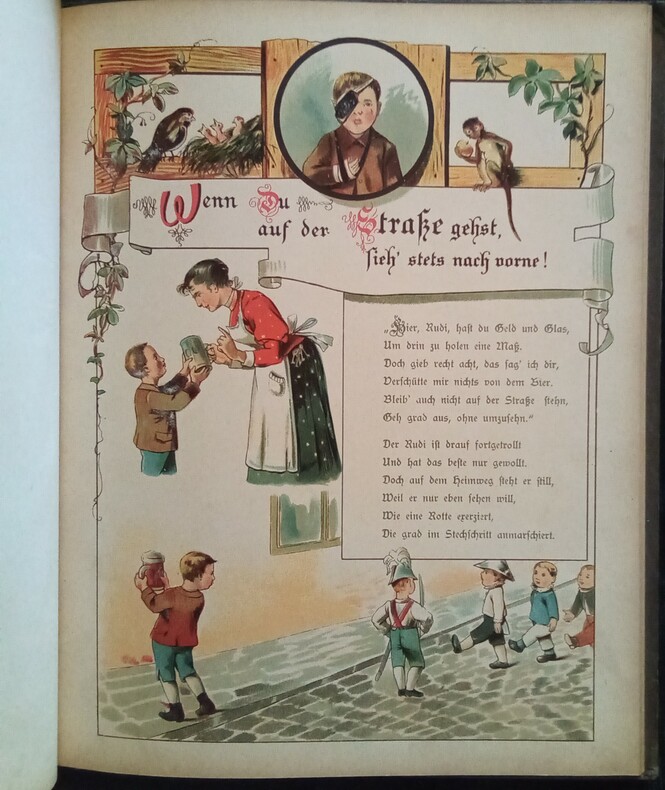 Wenn Du
auf der Straße gehst,
sieh' stets nach vorne!
„Hier, Rudi, hast du Geld und Glas,
Um drin zu holen eine Maß.
Doch gieb recht acht, das sag' ich dir,
Verschütte mir nichts von dem Bier.
Bleib' auch nicht auf der Straße stehn,
Geh grad aus, ohne umzusehn.“
Der Rudi ist drauf fortgetrollt
Und hat das beste nur gewollt.
Doch auf dem Heimweg steht er still,
Weil er nur eben sehen will,
Wie eine Rotte exerziert,
Die grad im Stechschritt anmarschiert.